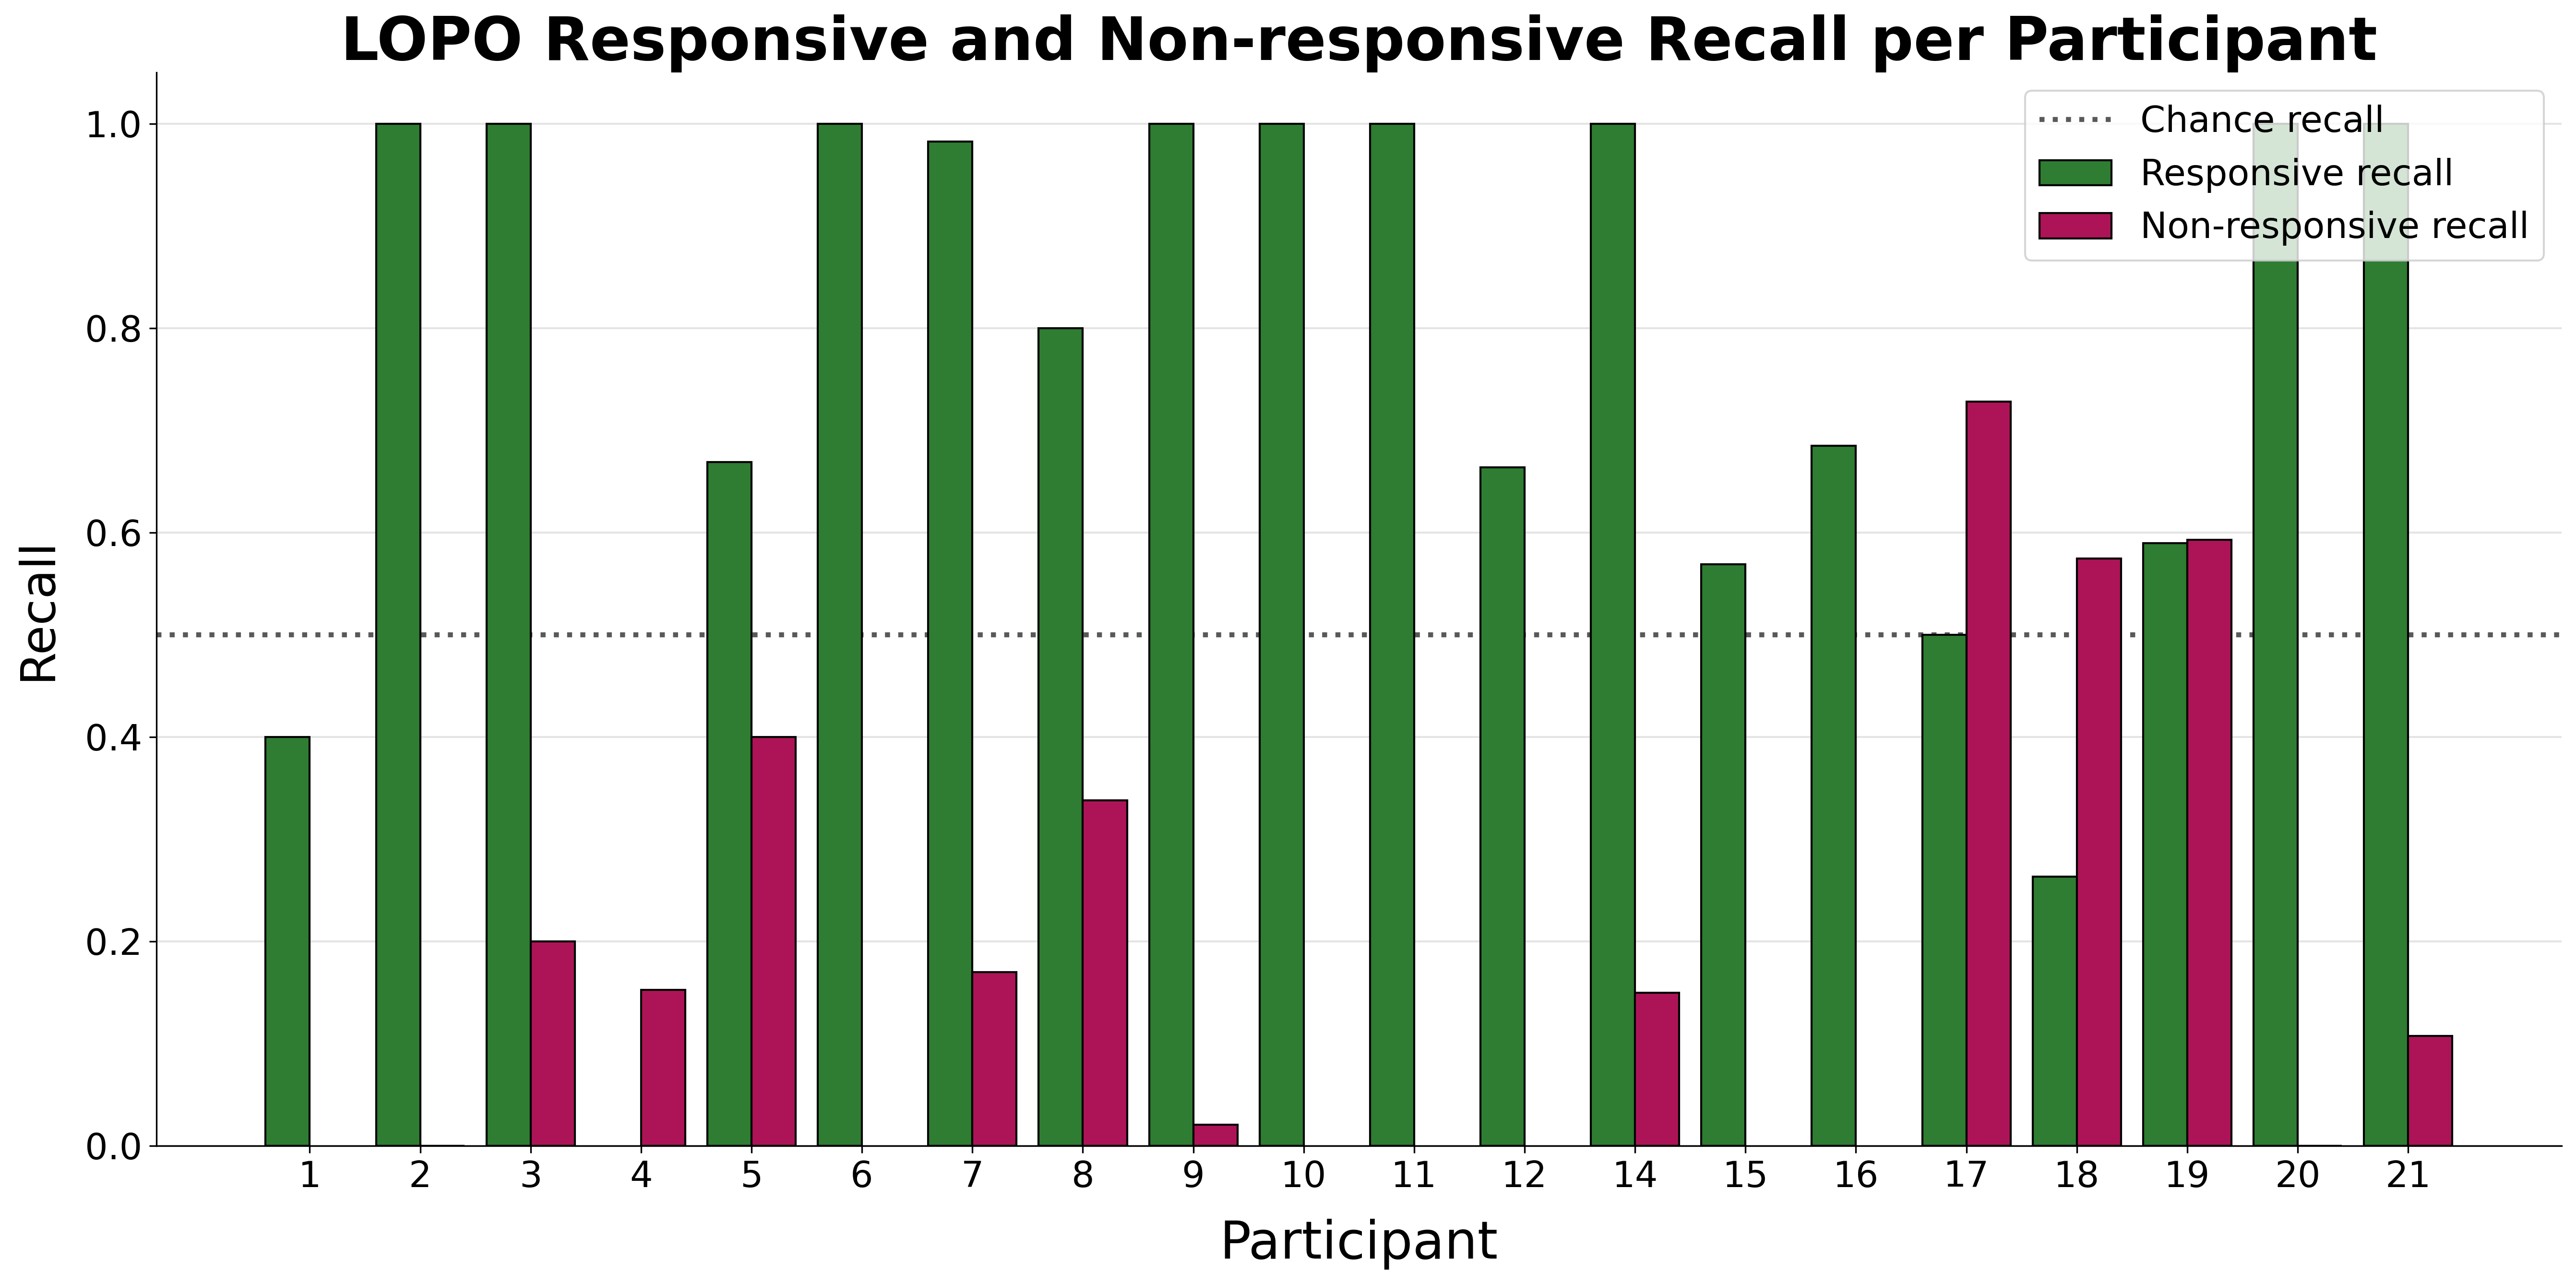 LOPO Responsive and Non-responsive Recall per Participant
Chance recall
Responsive recall
Non-responsive recall
1.0
0.8
0.6
0.4
0.2
0.0
Recall
1 2 3 4 5 6 7 8 9 10 11 12 14 15 16 17 18 19 20 21
Participant